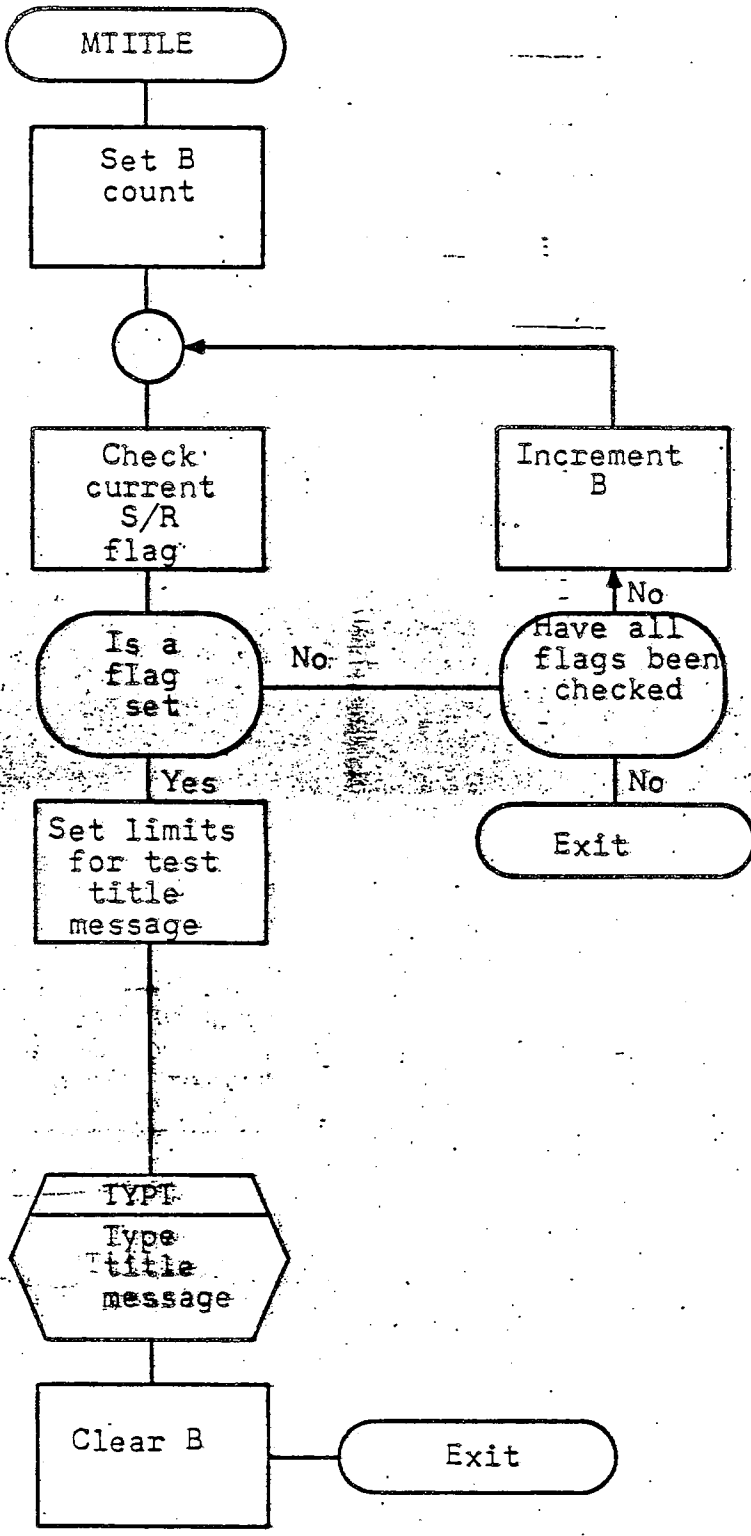 MTITLE
Set B
count
Check
current
S/R
flag
Increment
B
No
Is a
flag
set
No
Have all
flags been
checked
Yes
No
Set limits
for test
title
message
Exit
TYPT
Type
title
message
Clear B
Exit